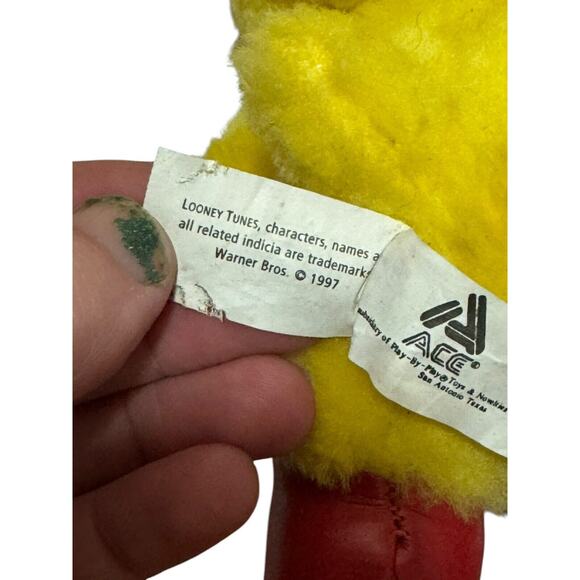 LOONEY TUNES, characters, names a
all related indicia are trademark
Warner Bros. © 1997
ACE®
subsidiary of Play-By-Play® Toys & Novelties
San Antonio Texas